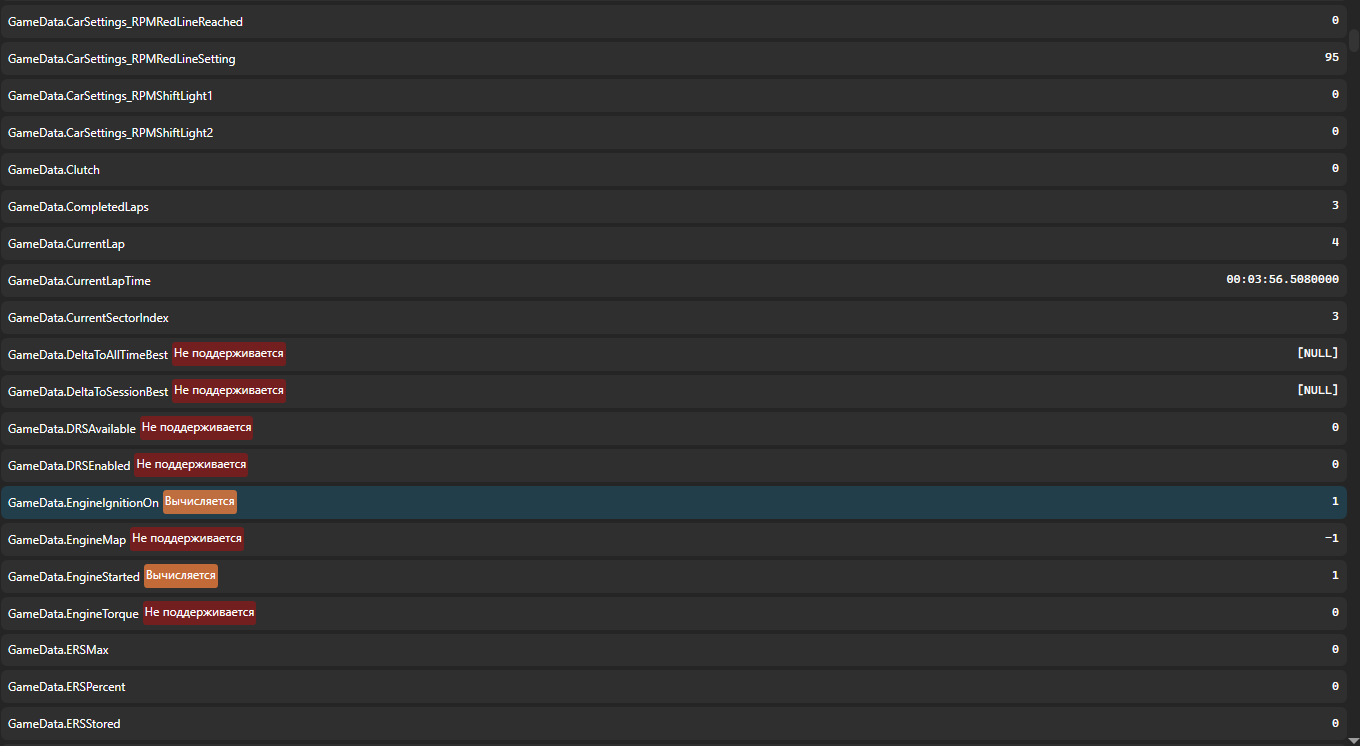 GameData.CarSettings_RPMRedLineReached 0
GameData.CarSettings_RPMRedLineSetting 95
GameData.CarSettings_RPMShiftLight1 0
GameData.CarSettings_RPMShiftLight2 0
GameData.Clutch 0
GameData.CompletedLaps 3
GameData.CurrentLap 4
GameData.CurrentLapTime 00:03:56.5080000
GameData.CurrentSectorIndex 3
GameData.DeltaToAllTimeBest Не поддерживается [NULL]
GameData.DeltaToSessionBest Не поддерживается [NULL]
GameData.DRSAvailable Не поддерживается 0
GameData.DRSEnabled Не поддерживается 0
GameData.EngineIgnitionOn Вычисляется 1
GameData.EngineMap Не поддерживается -1
GameData.EngineStarted Вычисляется 1
GameData.EngineTorque Не поддерживается 0
GameData.ERSMax 0
GameData.ERSPercent 0
GameData.ERSStored 0